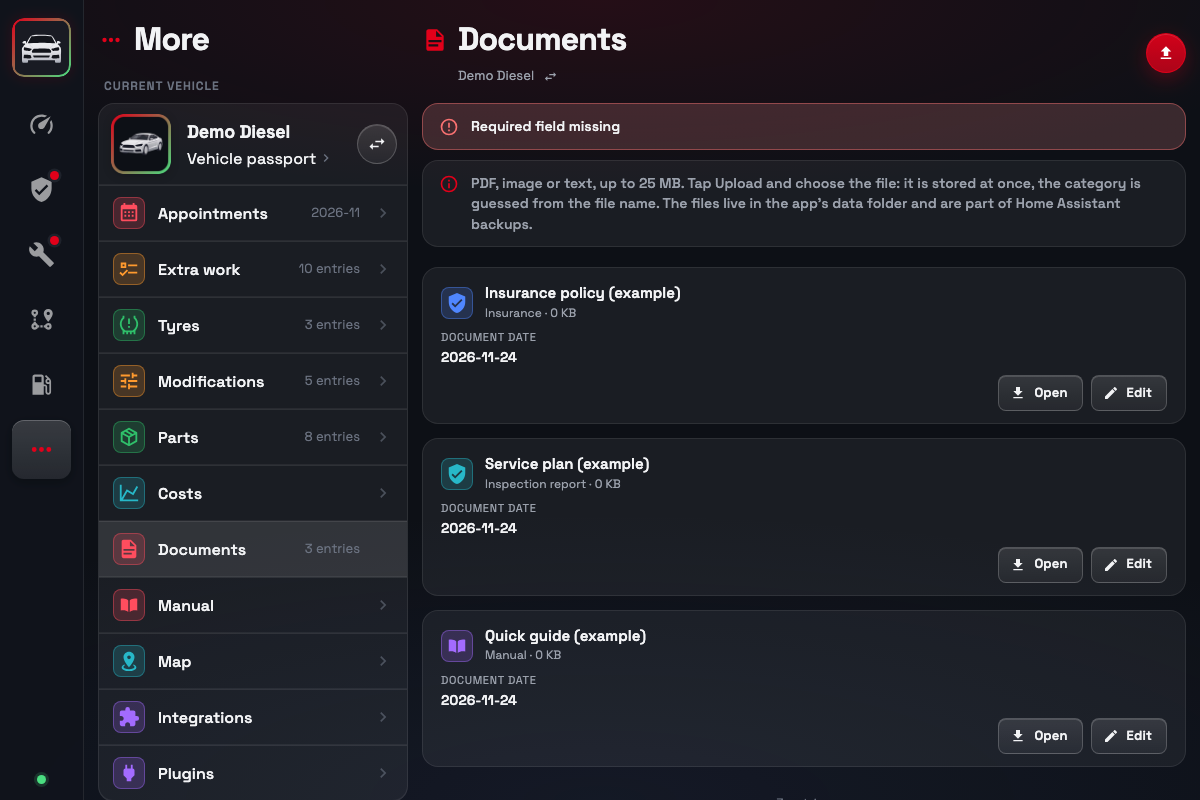 More
CURRENT VEHICLE
Demo Diesel
Vehicle passport
Appointments 2026-11
Extra work 10 entries
Tyres 3 entries
Modifications 5 entries
Parts 8 entries
Costs
Documents 3 entries
Manual
Map
Integrations
Plugins
Documents
Demo Diesel
Required field missing
PDF, image or text, up to 25 MB. Tap Upload and choose the file: it is stored at once, the category is
guessed from the file name. The files live in the app's data folder and are part of Home Assistant
backups.
Insurance policy (example)
Insurance · 0 KB
DOCUMENT DATE
2026-11-24
Open Edit
Service plan (example)
Inspection report · 0 KB
DOCUMENT DATE
2026-11-24
Open Edit
Quick guide (example)
Manual · 0 KB
DOCUMENT DATE
2026-11-24
Open Edit